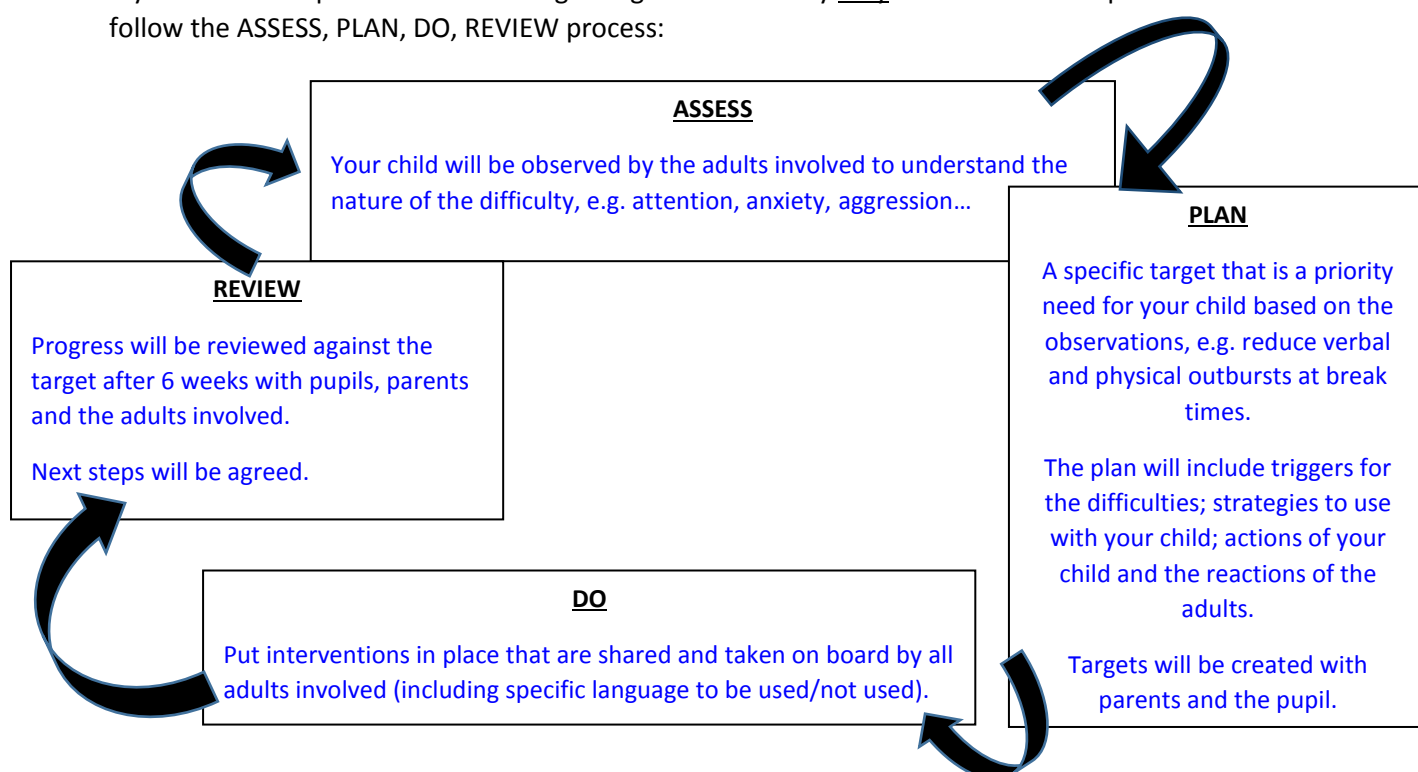 follow the ASSESS, PLAN, DO, REVIEW process:
ASSESS
Your child will be observed by the adults involved to understand the
nature of the difficulty, e.g. attention, anxiety, aggression…
PLAN
A specific target that is a priority
need for your child based on the
observations, e.g. reduce verbal
and physical outbursts at break
times.
The plan will include triggers for
the difficulties; strategies to use
with your child; actions of your
child and the reactions of the
adults.
Targets will be created with
parents and the pupil.
DO
Put interventions in place that are shared and taken on board by all
adults involved (including specific language to be used/not used).
REVIEW
Progress will be reviewed against the
target after 6 weeks with pupils, parents
and the adults involved.
Next steps will be agreed.